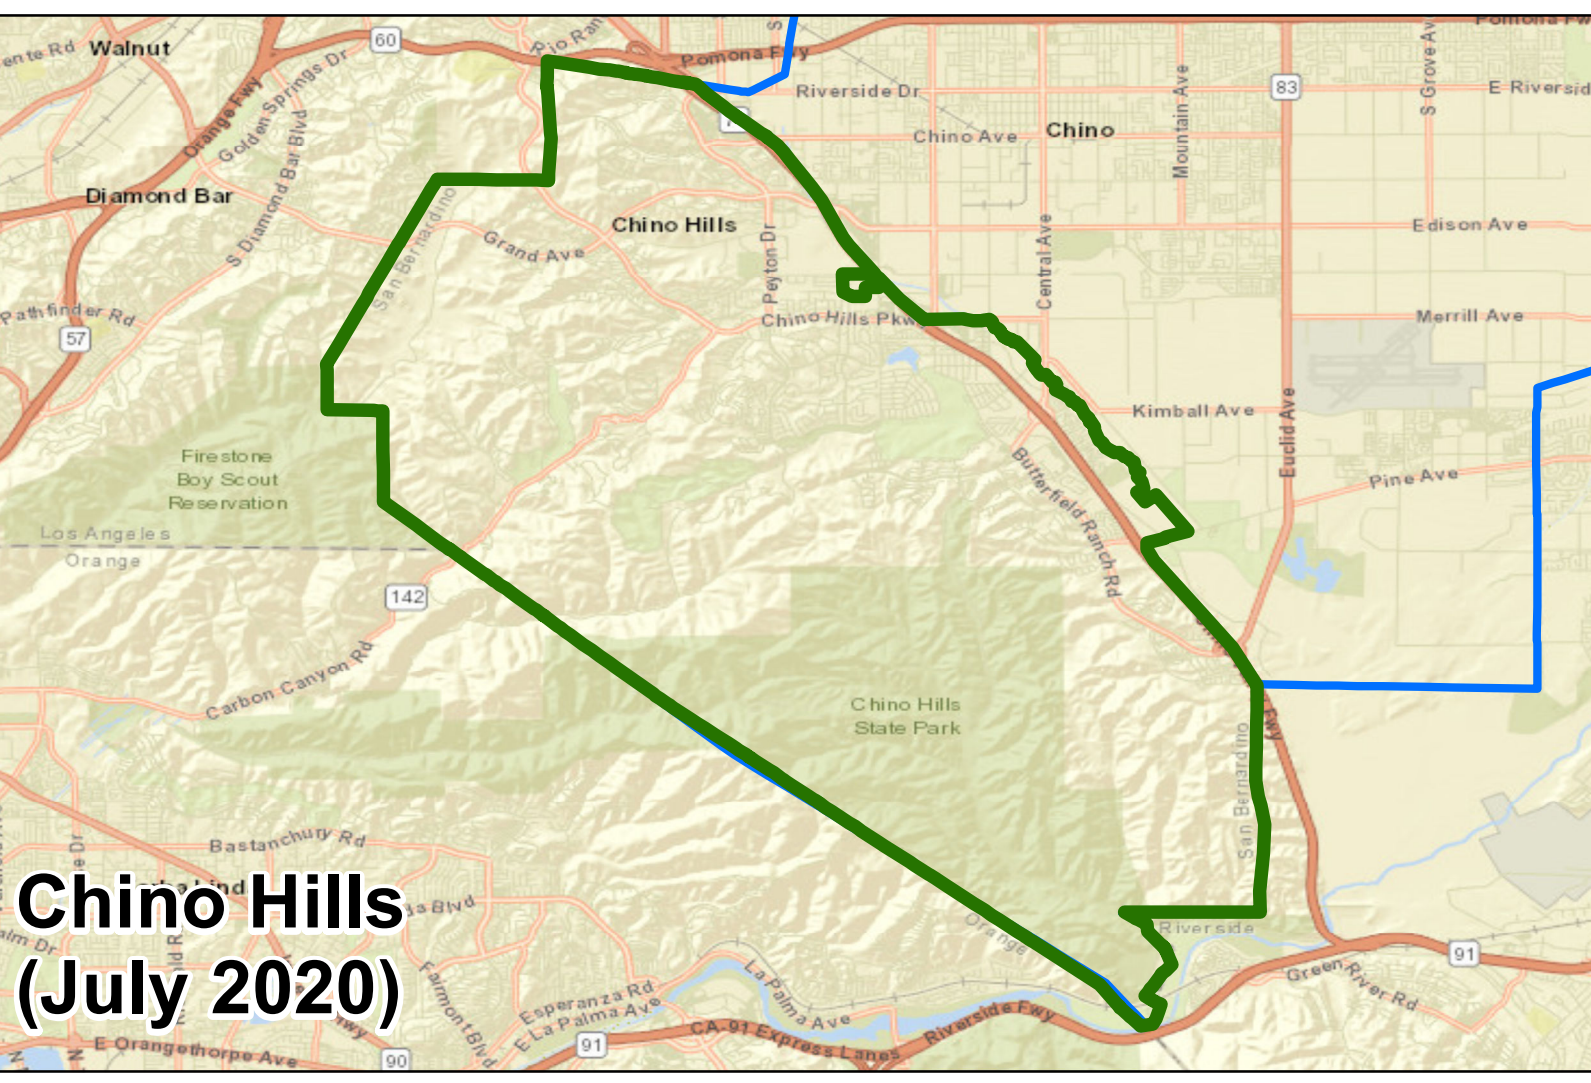 Walnut
60
Pomona Fwy
Riverside Dr
83
Chino Ave
Chino
Mountain Ave
Orange Fwy
Golden Springs Dr
S Diamond Bar Blvd
Diamond Bar
Chino Hills
Edison Ave
San Bernardino
Grand Ave
Peyton Dr
Central Ave
Pathfinder Rd
57
Chino Hills Pkwy
Merrill Ave
Kimball Ave
Euclid Ave
Firestone
Boy Scout
Reservation
Butterfield Ranch Rd
Pine Ave
Los Angeles
Orange
142
Carbon Canyon Rd
Chino Hills
State Park
Fwy
San Bernardino
Bastanchury Rd
Chino Hills
(July 2020)
Orange
Riverside
91
Green River Rd
Fairmont Blvd
Esperanza Rd
E La Palma Ave
La Palma Ave
Riverside Fwy
CA-91 Express Lanes
91
E Orangethorpe Ave
90